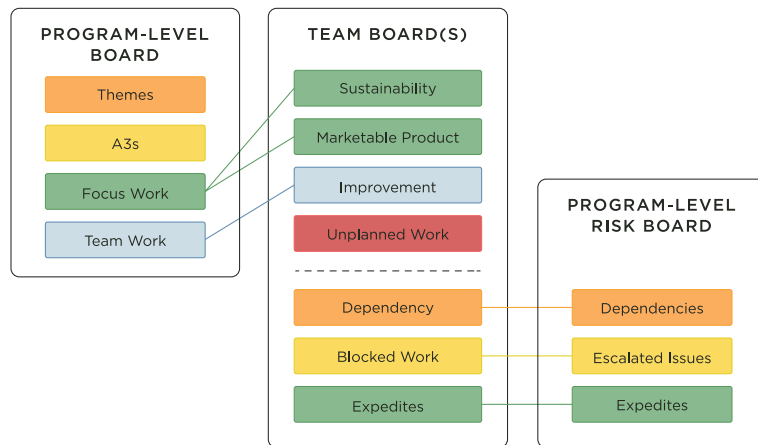 PROGRAM-LEVEL
BOARD
Themes
A3s
Focus Work
Team Work
TEAM BOARD(S)
Sustainability
Marketable Product
Improvement
Unplanned Work
Dependency
Blocked Work
Expedites
PROGRAM-LEVEL
RISK BOARD
Dependencies
Escalated Issues
Expedites